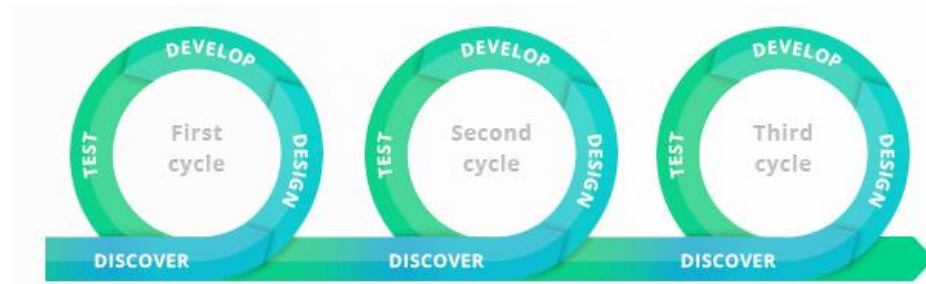 DEVELOP
TEST
First
cycle
DESIGN
DISCOVER
DEVELOP
TEST
Second
cycle
DESIGN
DISCOVER
DEVELOP
TEST
Third
cycle
DESIGN
DISCOVER